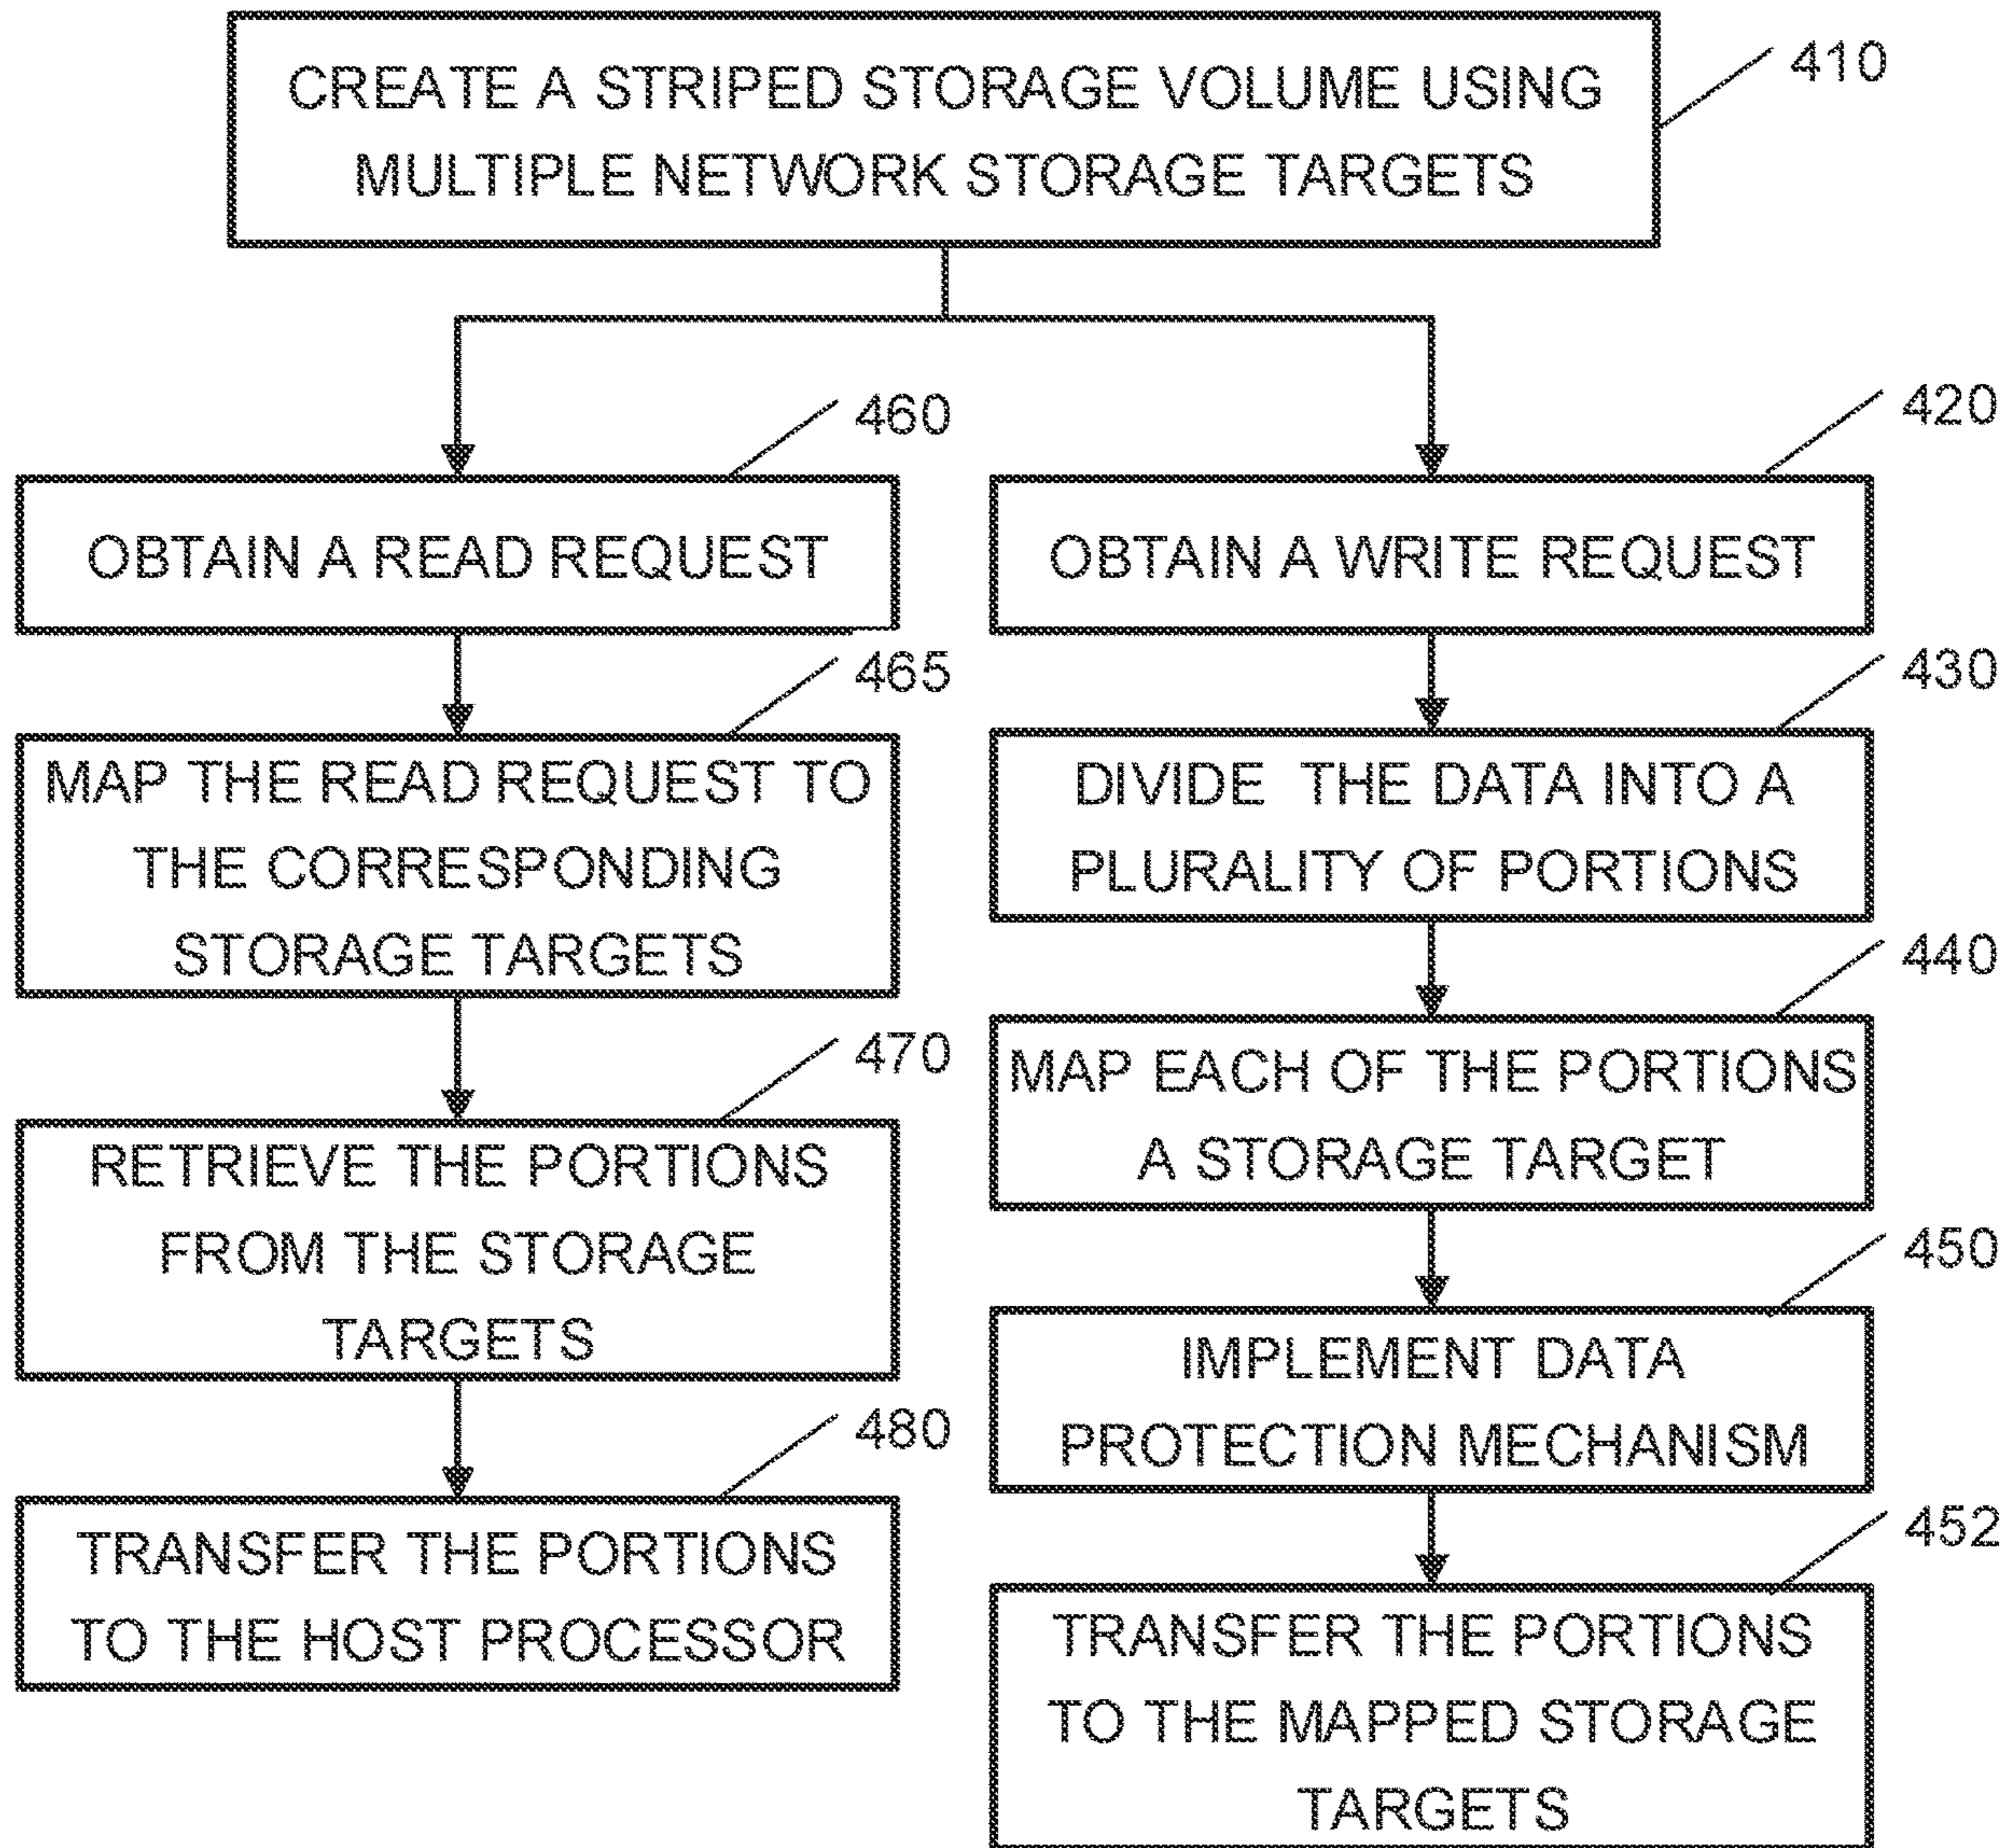 CREATE A STRIPED STORAGE VOLUME USING
MULTIPLE NETWORK STORAGE TARGETS
410
460
OBTAIN A READ REQUEST
465
MAP THE READ REQUEST TO
THE CORRESPONDING
STORAGE TARGETS
470
RETRIEVE THE PORTIONS
FROM THE STORAGE
TARGETS
480
TRANSFER THE PORTIONS
TO THE HOST PROCESSOR
420
OBTAIN A WRITE REQUEST
430
DIVIDE THE DATA INTO A
PLURALITY OF PORTIONS
440
MAP EACH OF THE PORTIONS
A STORAGE TARGET
450
IMPLEMENT DATA
PROTECTION MECHANISM
452
TRANSFER THE PORTIONS
TO THE MAPPED STORAGE
TARGETS